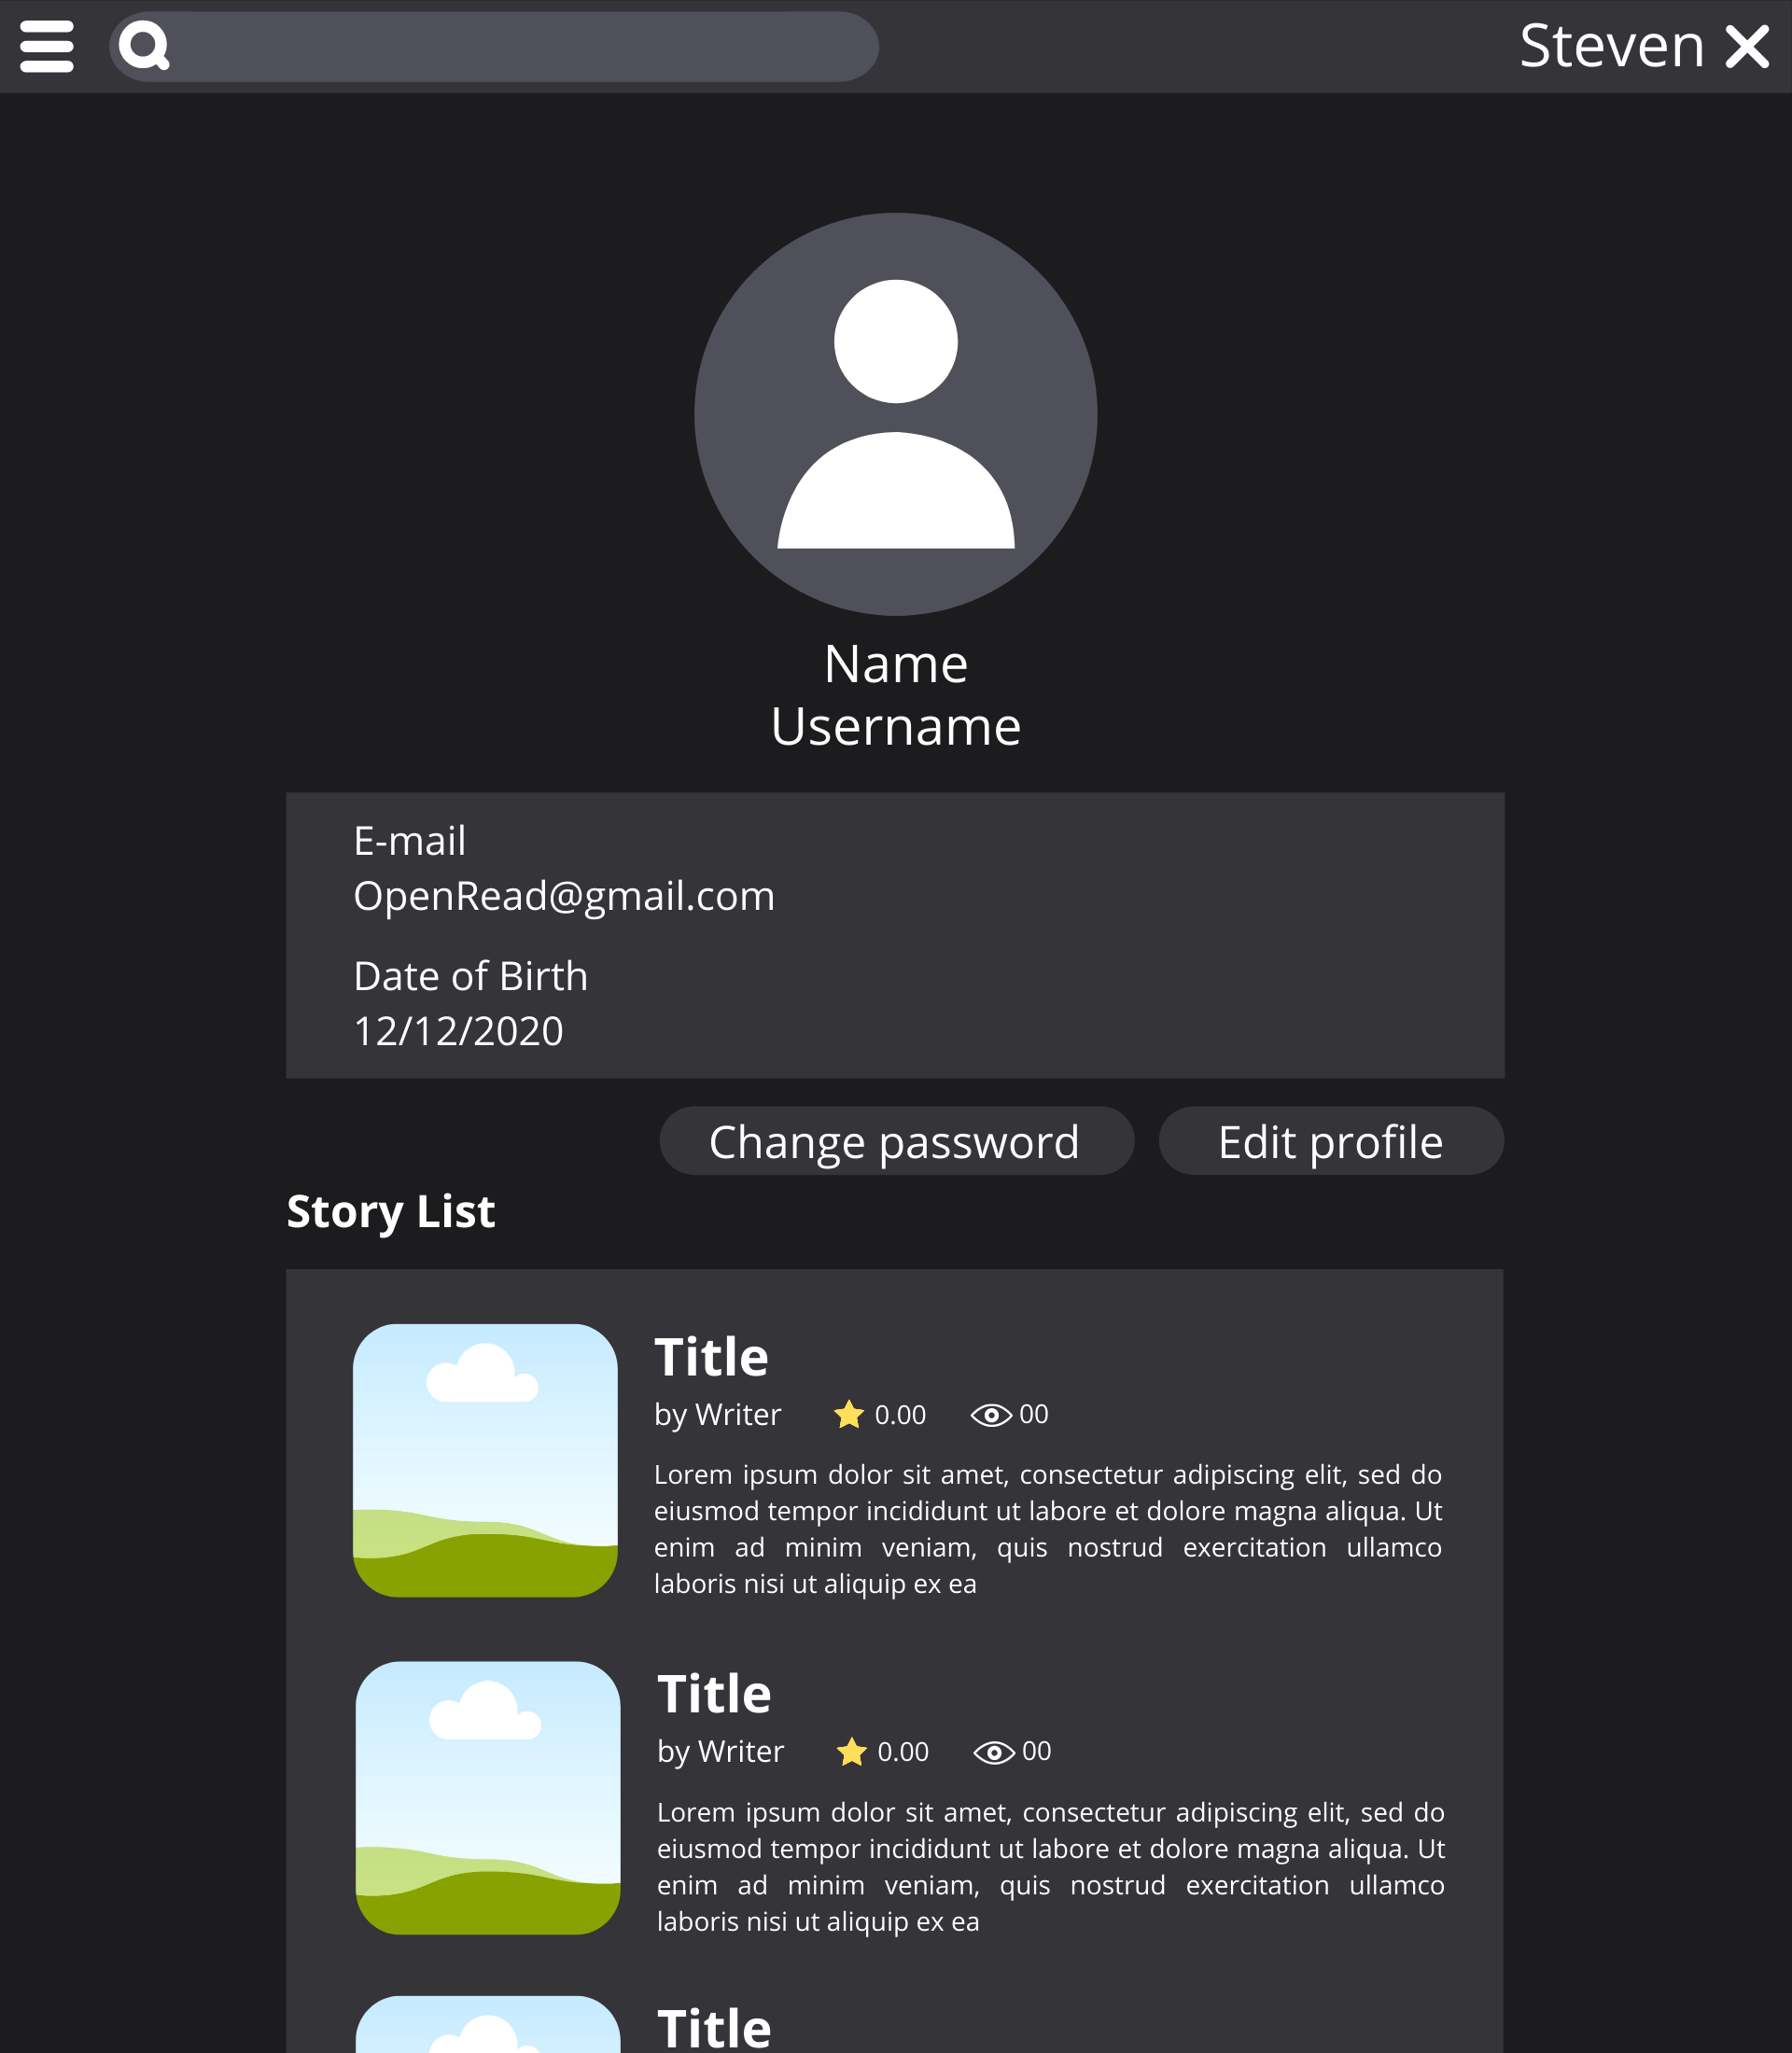 Steven
Name
Username
E-mail
OpenRead@gmail.com
Date of Birth
12/12/2020
Change password
Edit profile
Story List
Title
by Writer 0.00 00
Lorem ipsum dolor sit amet, consectetur adipiscing elit, sed do
eiusmod tempor incididunt ut labore et dolore magna aliqua. Ut
enim ad minim veniam, quis nostrud exercitation ullamco
laboris nisi ut aliquip ex ea
Title
by Writer 0.00 00
Lorem ipsum dolor sit amet, consectetur adipiscing elit, sed do
eiusmod tempor incididunt ut labore et dolore magna aliqua. Ut
enim ad minim veniam, quis nostrud exercitation ullamco
laboris nisi ut aliquip ex ea
Title